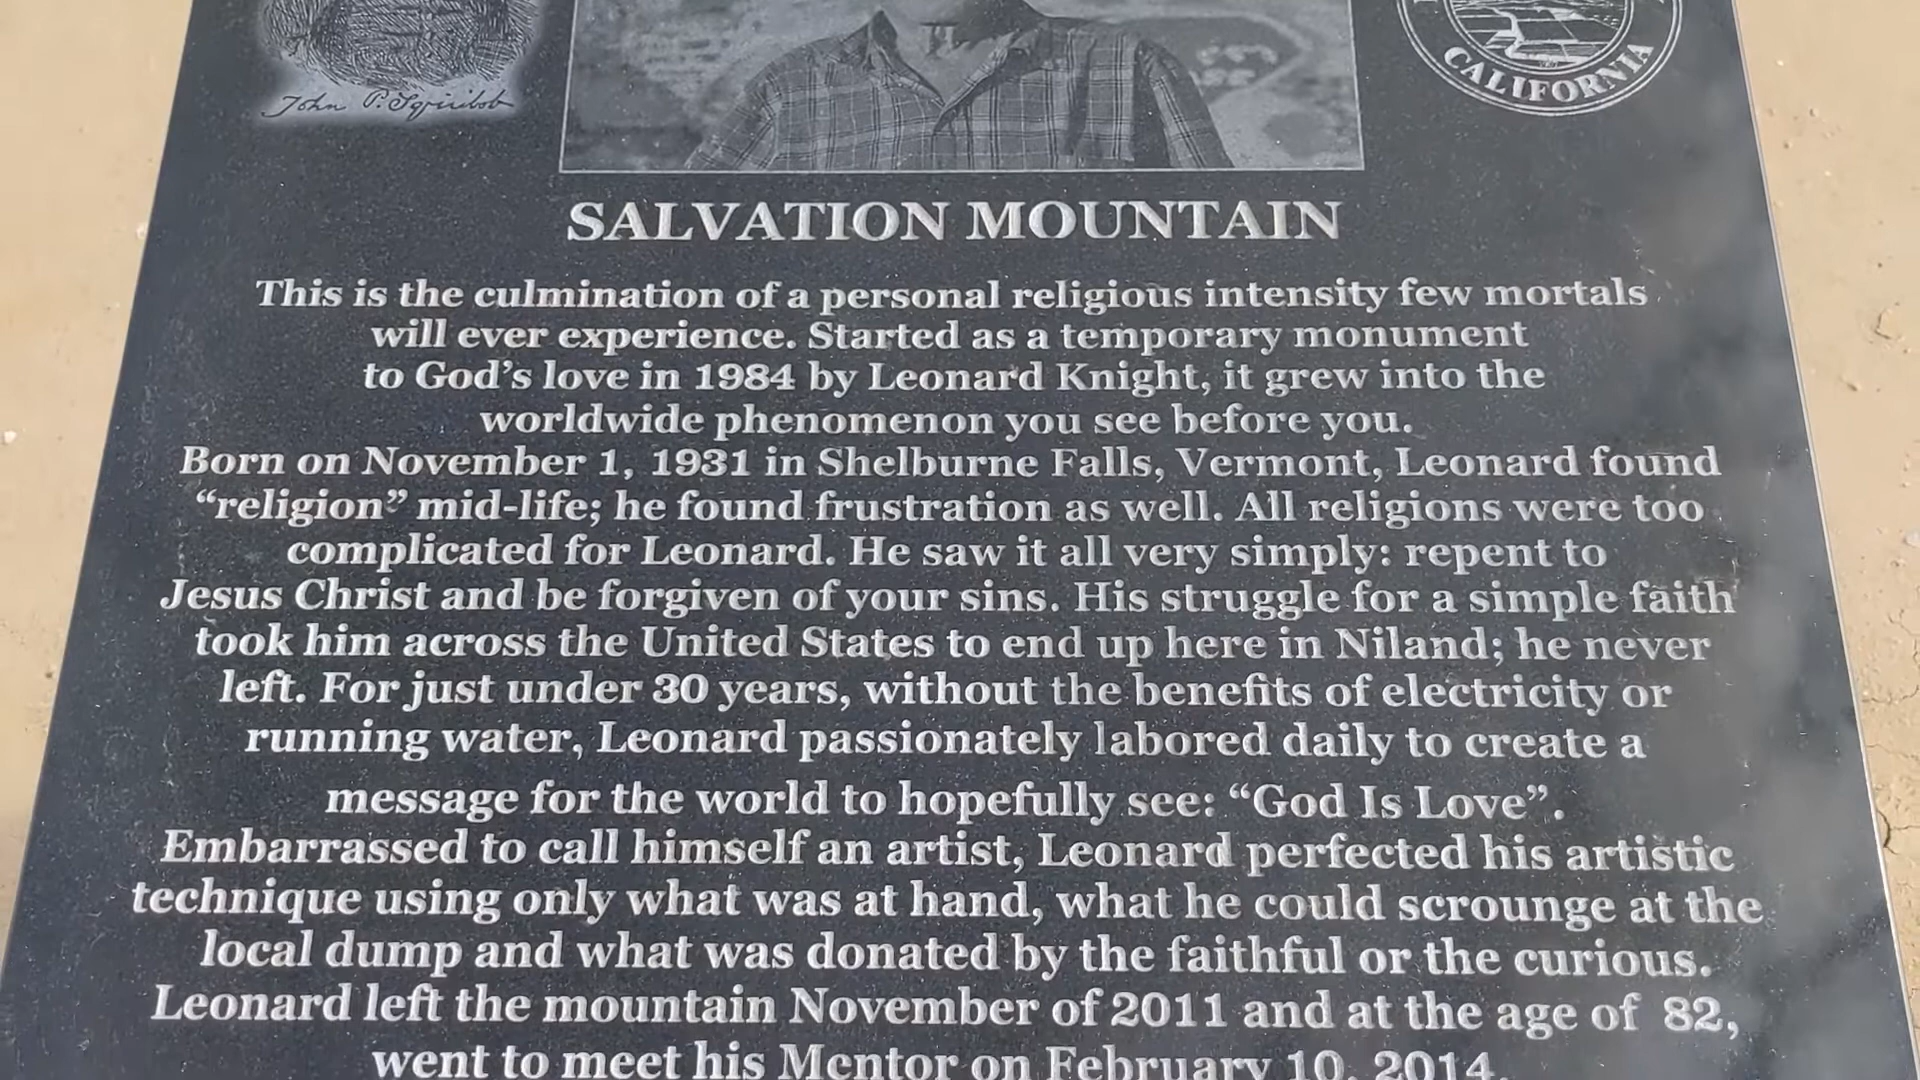 John P. Squibob
CALIFORNIA
SALVATION MOUNTAIN
This is the culmination of a personal religious intensity few mortals
will ever experience. Started as a temporary monument
to God's love in 1984 by Leonard Knight, it grew into the
worldwide phenomenon you see before you.
Born on November 1, 1931 in Shelburne Falls, Vermont, Leonard found
“religion” mid-life; he found frustration as well. All religions were too
complicated for Leonard. He saw it all very simply: repent to
Jesus Christ and be forgiven of your sins. His struggle for a simple faith
took him across the United States to end up here in Niland; he never
left. For just under 30 years, without the benefits of electricity or
running water, Leonard passionately labored daily to create a
message for the world to hopefully see: “God Is Love”.
Embarrassed to call himself an artist, Leonard perfected his artistic
technique using only what was at hand, what he could scrounge at the
local dump and what was donated by the faithful or the curious.
Leonard left the mountain November of 2011 and at the age of 82,
went to meet his Mentor on February 10, 2014.